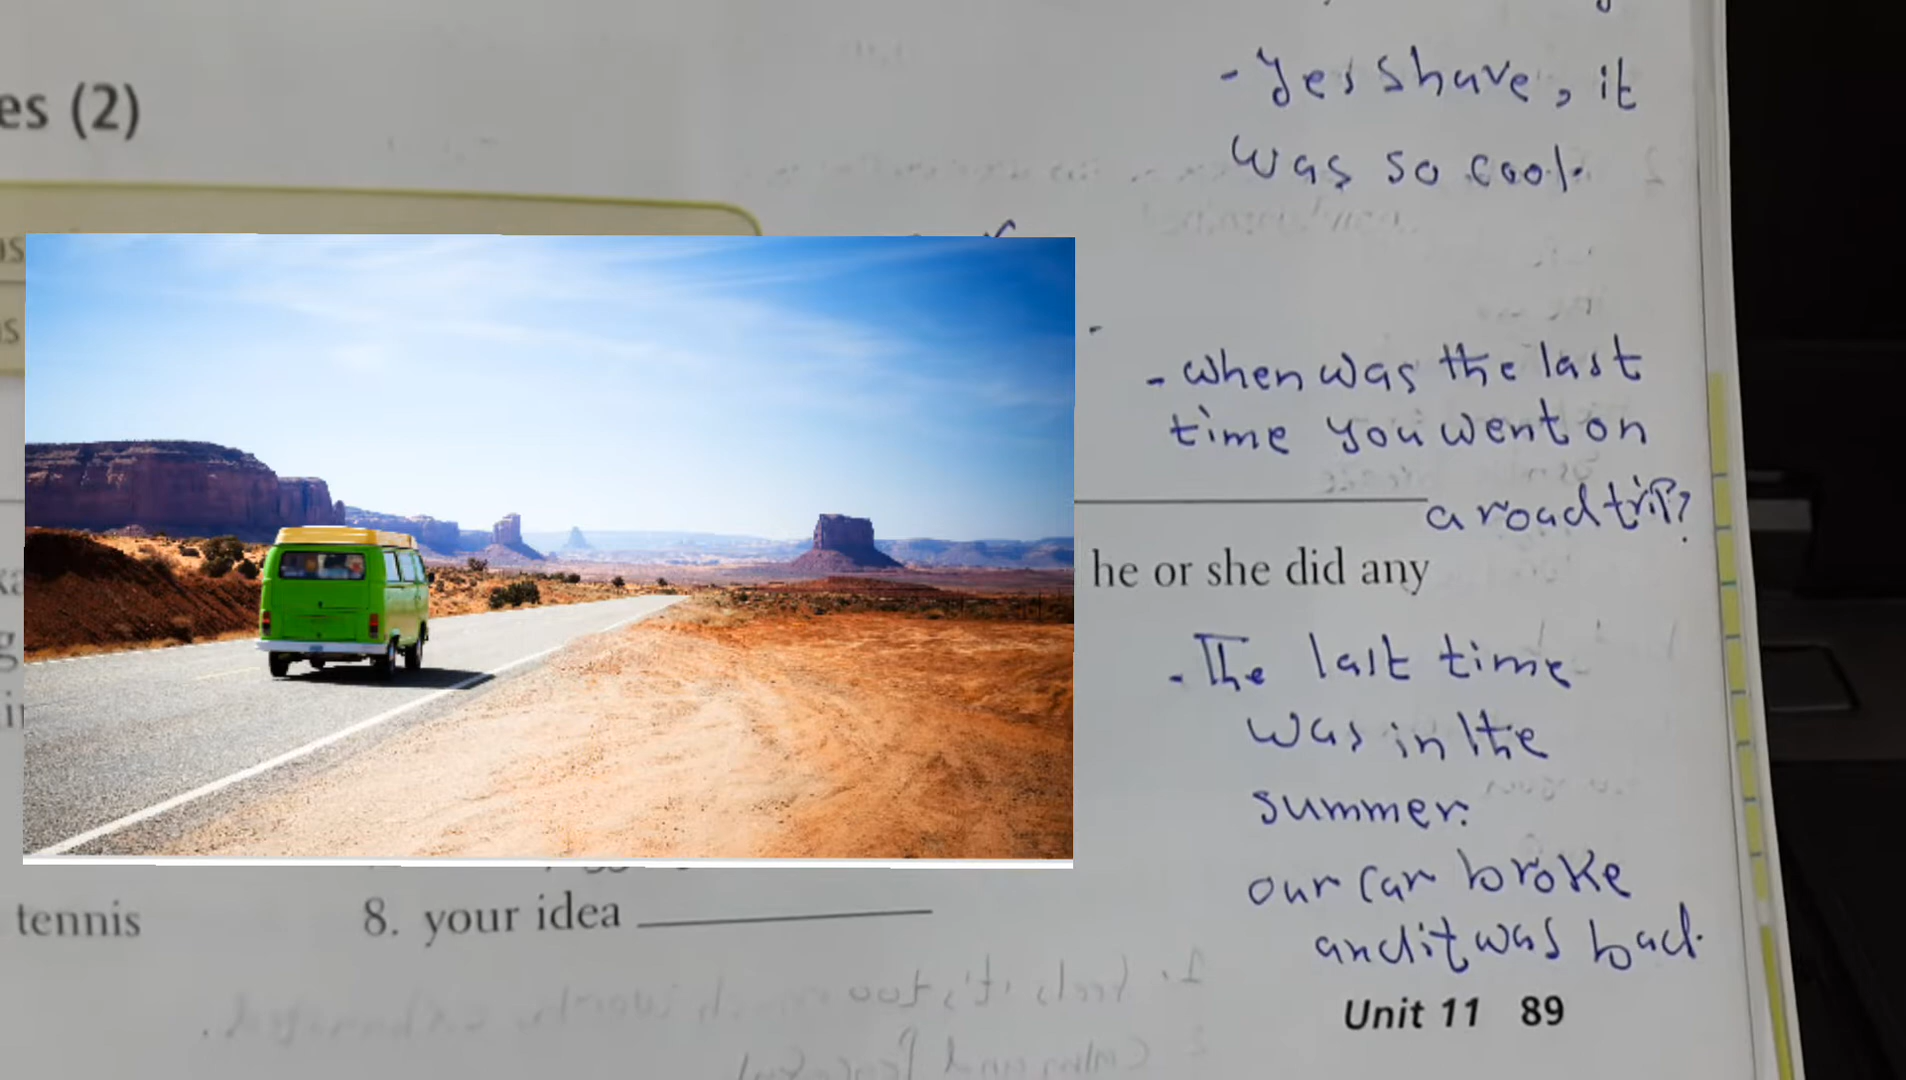 es (2)
- Yes I have, it
was so cool.
- when was the last
time you went on
a road trip?
he or she did any
- The last time
was in the
summer.
our car broke
and it was bad.
tennis
8. your idea
Unit 11 89